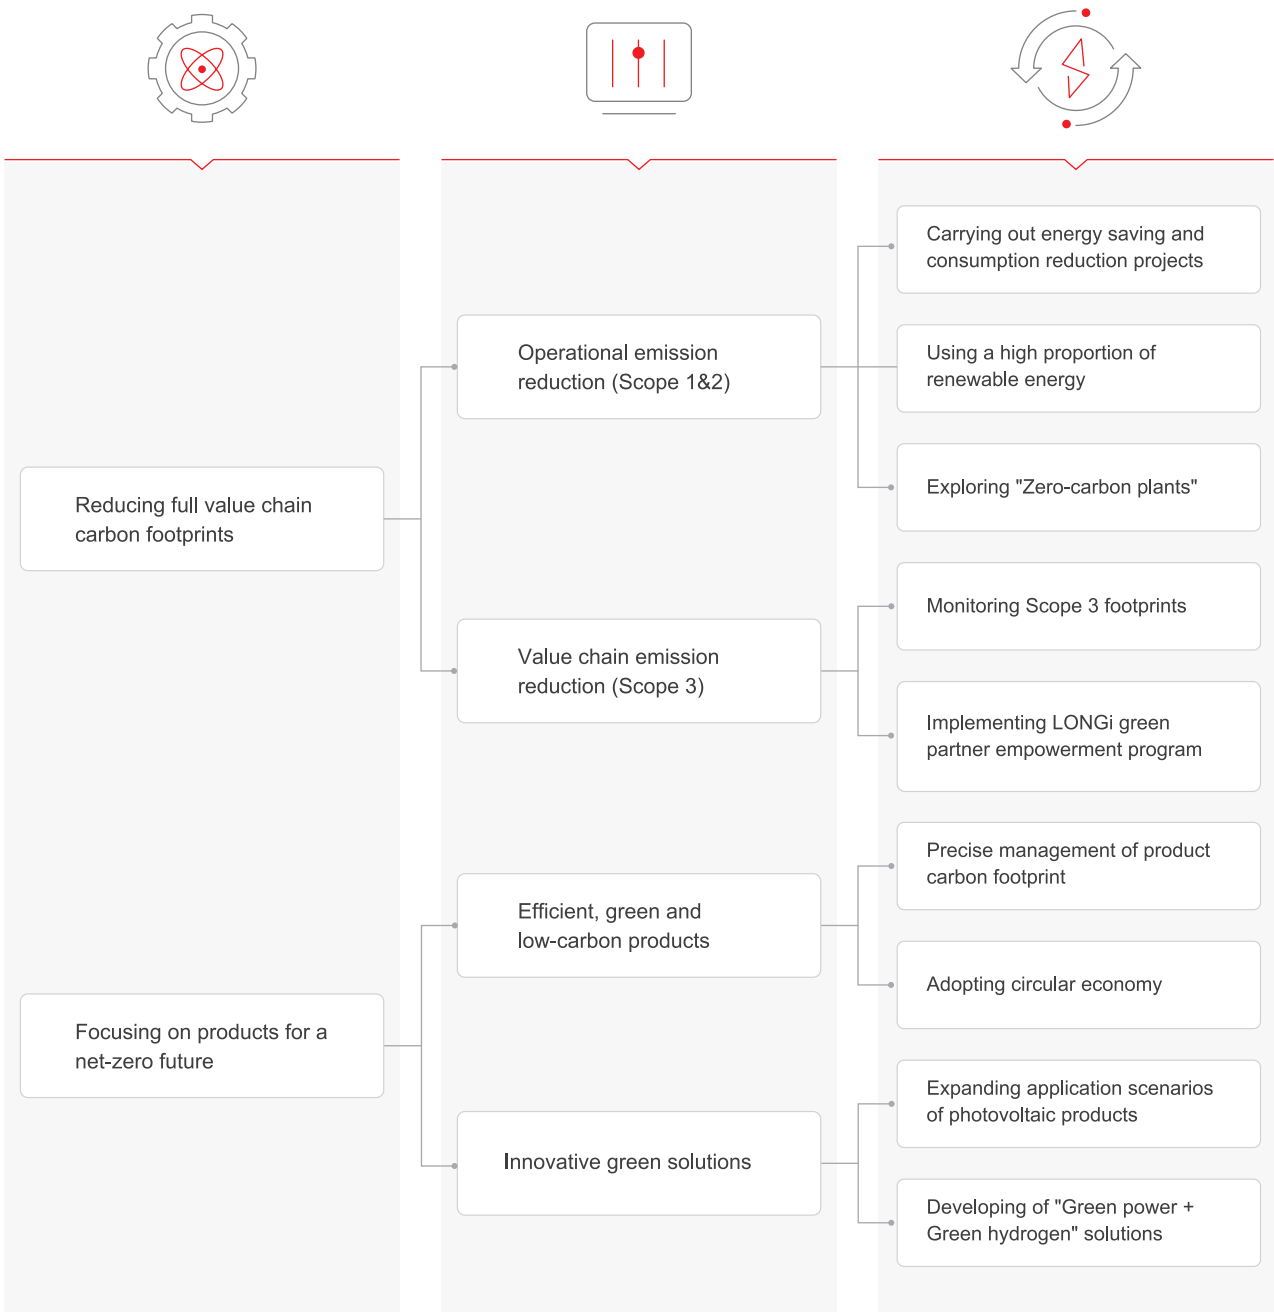 Reducing full value chain
carbon footprints
Focusing on products for a
net-zero future
Operational emission
reduction (Scope 1&2)
Value chain emission
reduction (Scope 3)
Efficient, green and
low-carbon products
Innovative green solutions
Carrying out energy saving and
consumption reduction projects
Using a high proportion of
renewable energy
Exploring "Zero-carbon plants"
Monitoring Scope 3 footprints
Implementing LONGi green
partner empowerment program
Precise management of product
carbon footprint
Adopting circular economy
Expanding application scenarios
of photovoltaic products
Developing of "Green power +
Green hydrogen" solutions